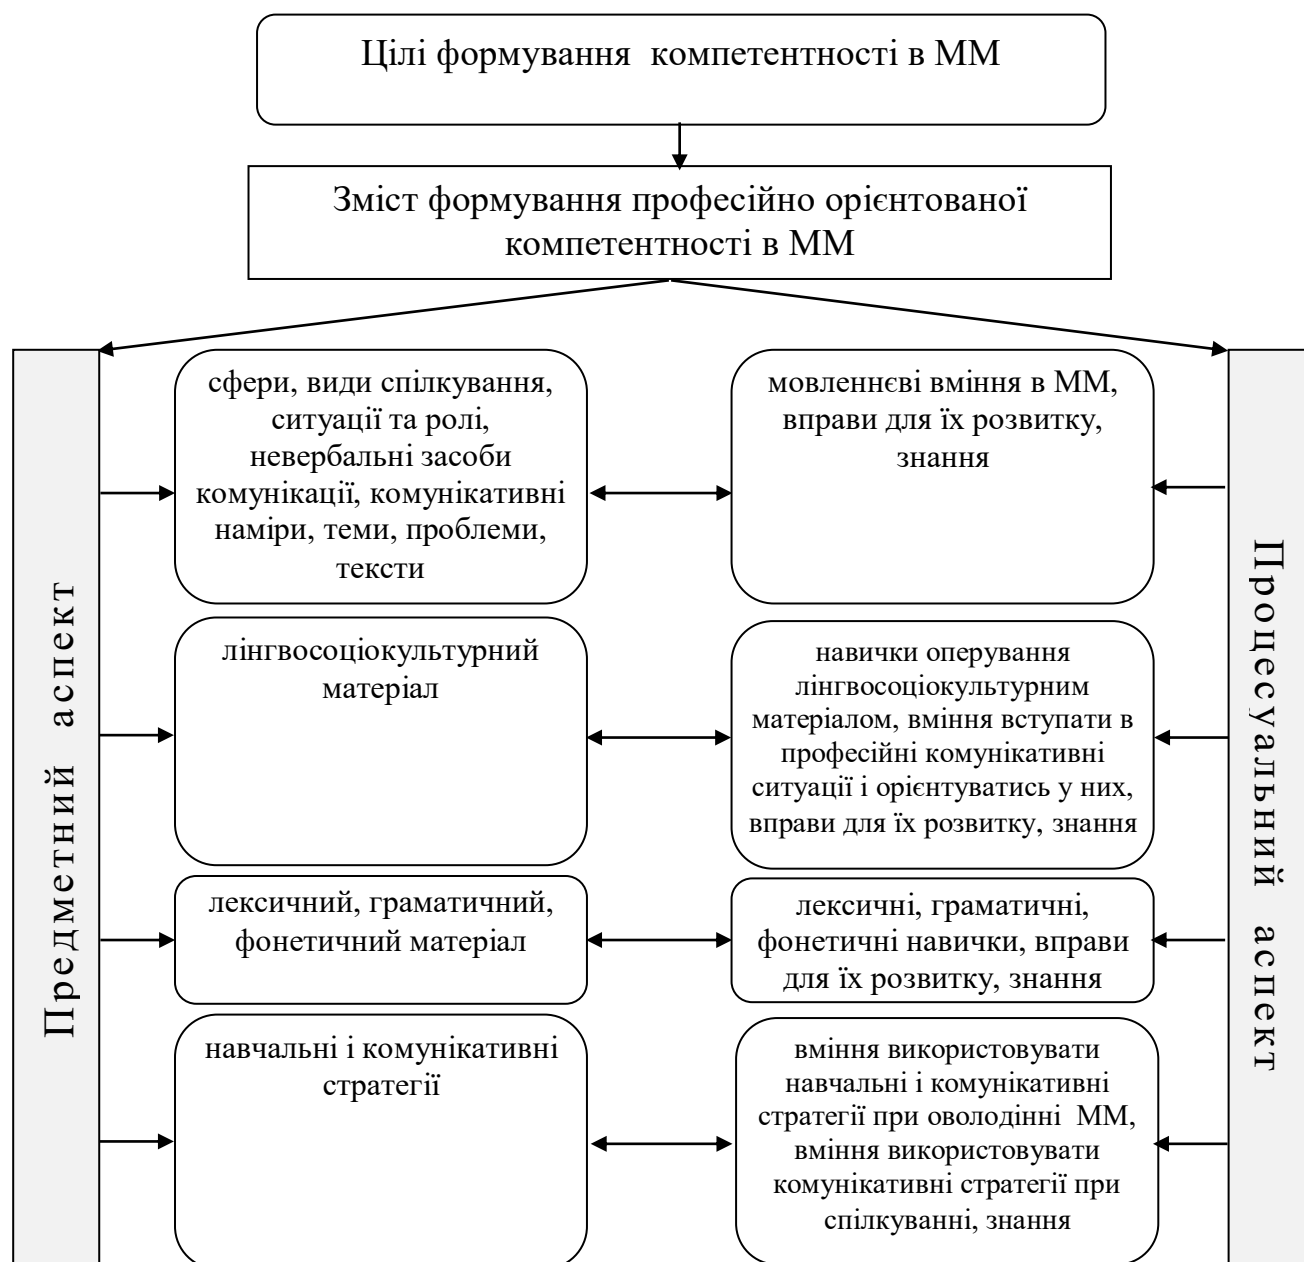 Цілі формування компетентності в ММ
Зміст формування професійно орієнтованої
компетентності в ММ
Предметний аспект
сфери, види спілкування,
ситуації та ролі,
невербальні засоби
комунікації, комунікативні
наміри, теми, проблеми,
тексти
мовленнєві вміння в ММ,
вправи для їх розвитку,
знання
лінгвосоціокультурний
матеріал
навички оперування
лінгвосоціокультурним
матеріалом, вміння вступати в
професійні комунікативні
ситуації і орієнтуватись у них,
вправи для їх розвитку, знання
лексичний, граматичний,
фонетичний матеріал
лексичні, граматичні,
фонетичні навички, вправи
для їх розвитку, знання
навчальні і комунікативні
стратегії
вміння використовувати
навчальні і комунікативні
стратегії при оволодінні ММ,
вміння використовувати
комунікативні стратегії при
спілкуванні, знання
Процесуальний аспект